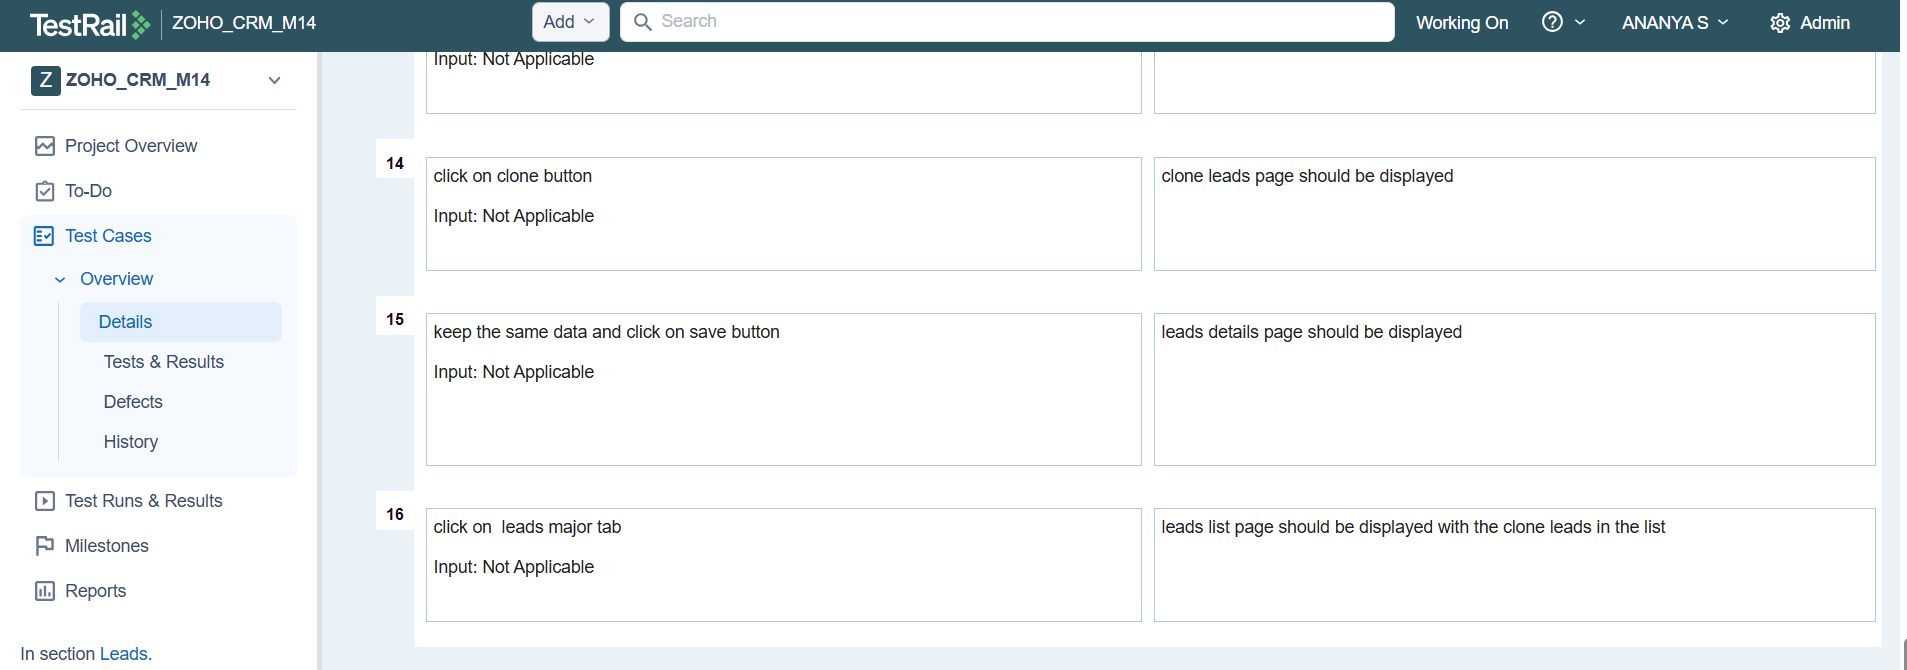 TestRail ZOHO_CRM_M14 Add Search Working On ANANYA S Admin
Z ZOHO_CRM_M14
Project Overview
To-Do
Test Cases
Overview
Details
Tests & Results
Defects
History
Test Runs & Results
Milestones
Reports
In section Leads.
Input: Not Applicable
14
click on clone button
Input: Not Applicable
clone leads page should be displayed
15
keep the same data and click on save button
Input: Not Applicable
leads details page should be displayed
16
click on  leads major tab
Input: Not Applicable
leads list page should be displayed with the clone leads in the list